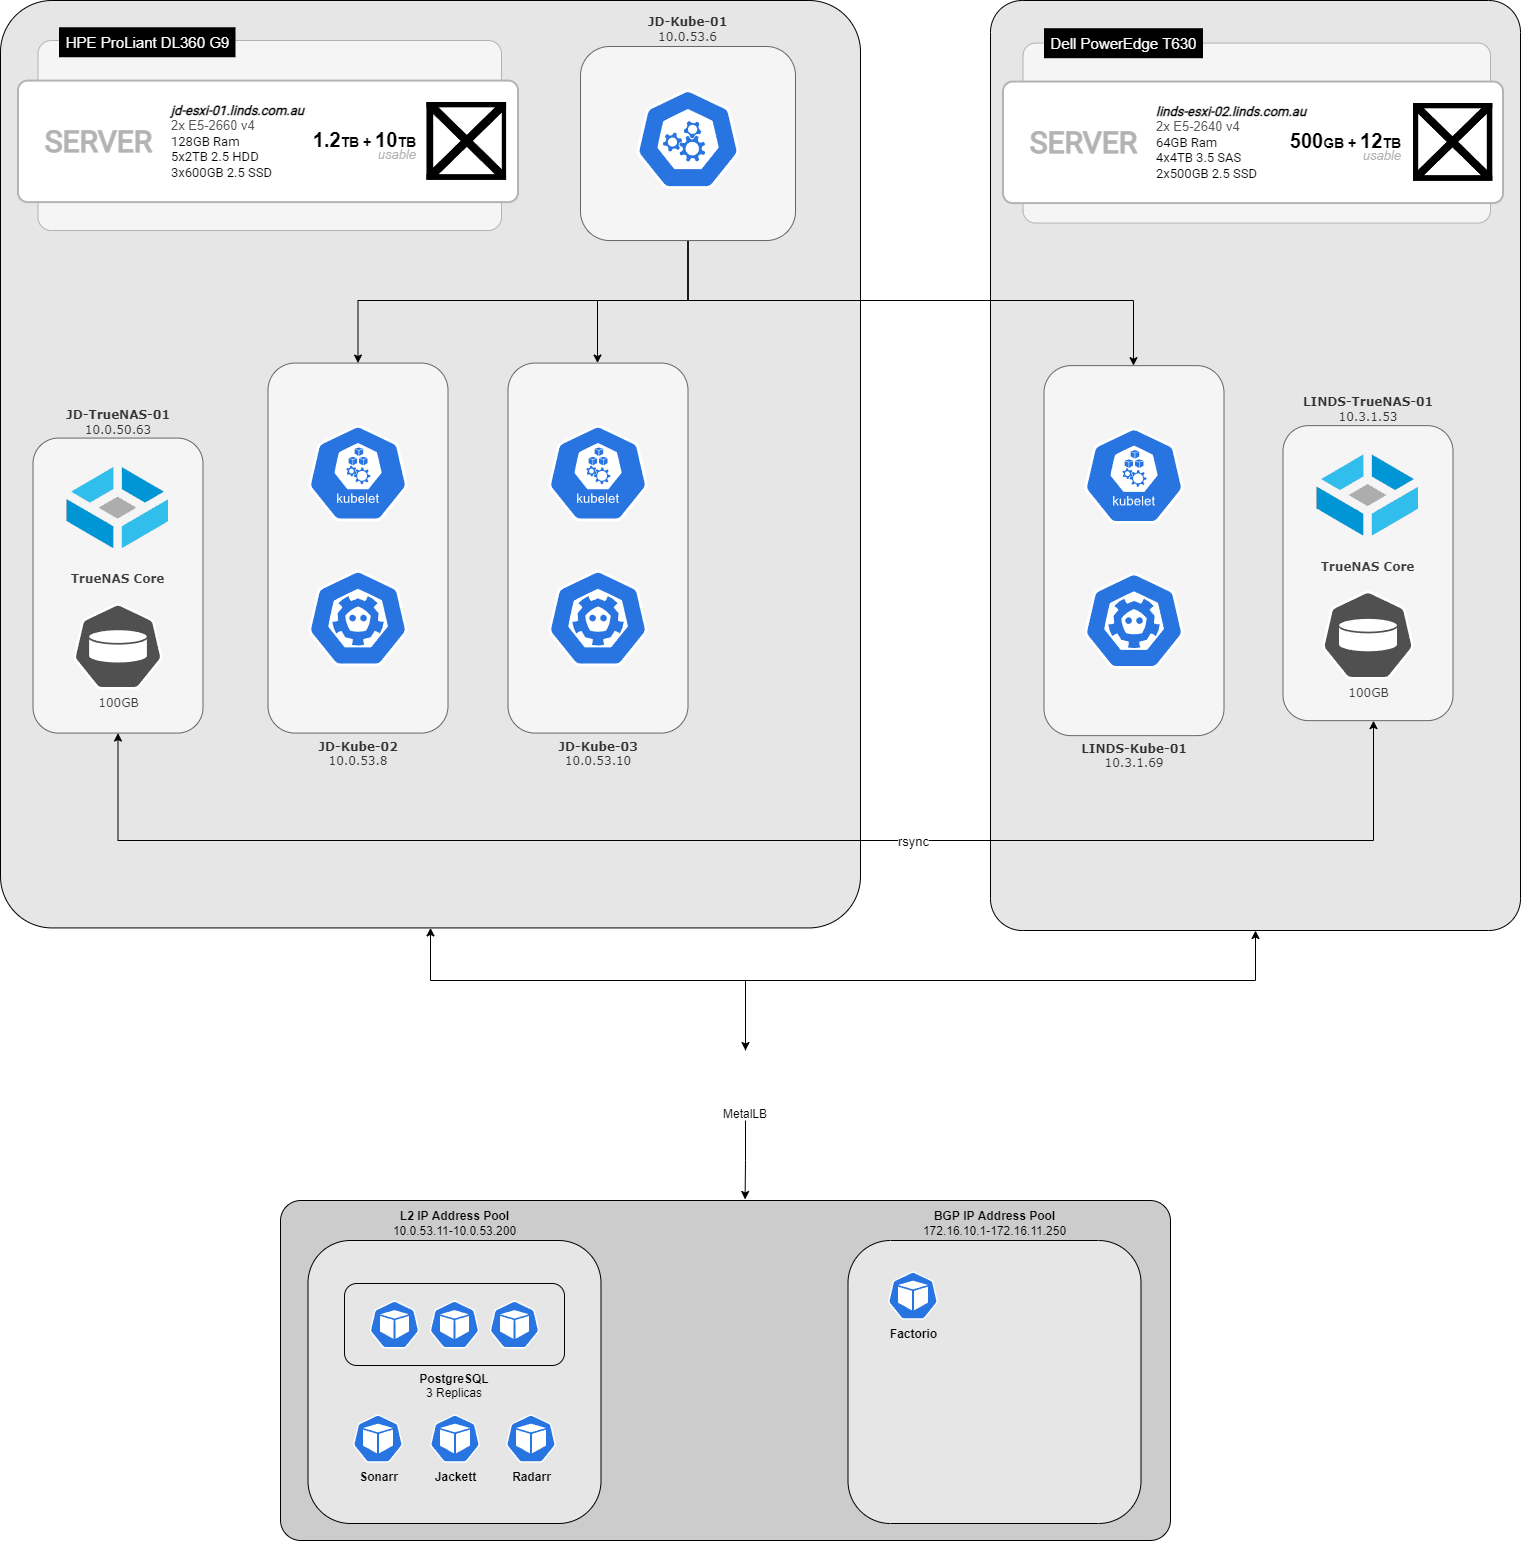 HPE ProLiant DL360 G9
SERVER
jd-esxi-01.linds.com.au
2x E5-2660 v4
128GB Ram
5x2TB 2.5 HDD
3x600GB 2.5 SSD
1.2TB + 10TB
usable
JD-Kube-01
10.0.53.6
Dell PowerEdge T630
SERVER
linds-esxi-02.linds.com.au
2x E5-2640 v4
64GB Ram
4x4TB 3.5 SAS
2x500GB 2.5 SSD
500GB + 12TB
usable
JD-TrueNAS-01
10.0.50.63
TrueNAS Core
100GB
kubelet
JD-Kube-02
10.0.53.8
kubelet
JD-Kube-03
10.0.53.10
kubelet
LINDS-Kube-01
10.3.1.69
LINDS-TrueNAS-01
10.3.1.53
TrueNAS Core
100GB
rsync
MetalLB
L2 IP Address Pool
10.0.53.11-10.0.53.200
PostgreSQL
3 Replicas
Sonarr
Jackett
Radarr
BGP IP Address Pool
172.16.10.1-172.16.11.250
Factorio